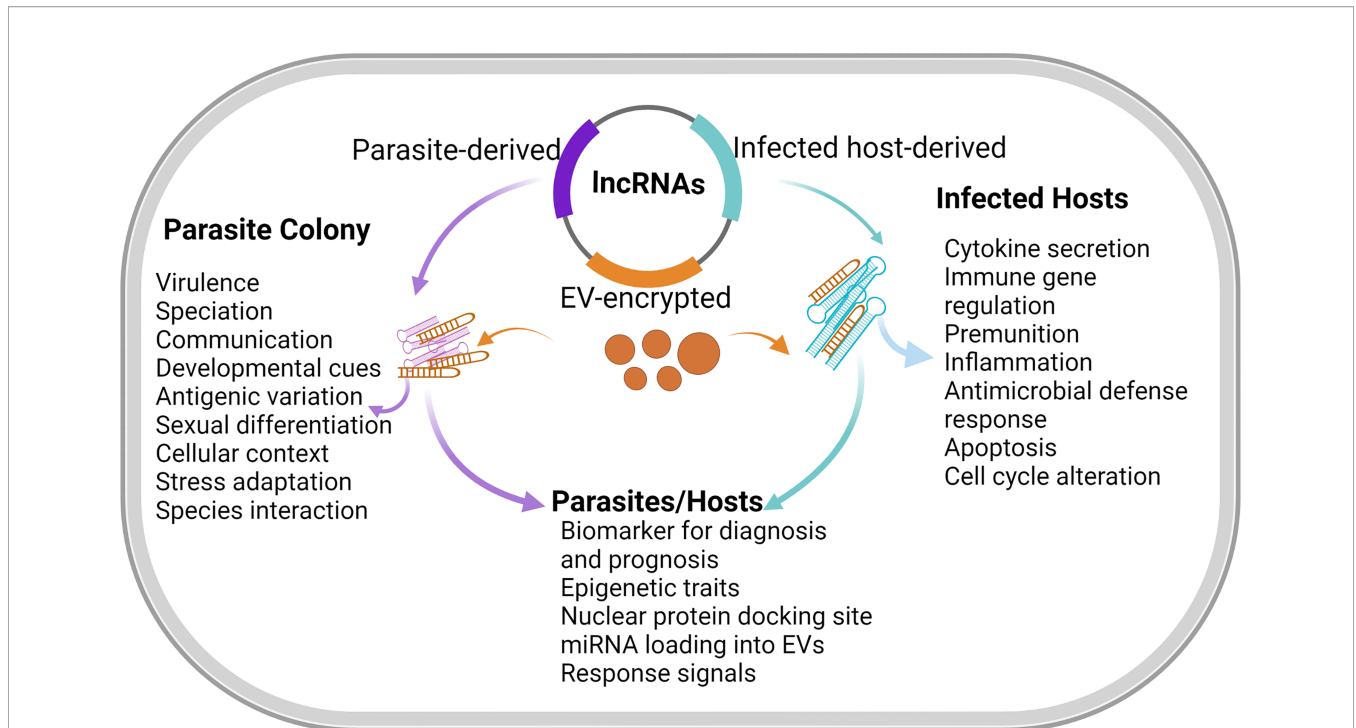 Parasite-derived
lncRNAs
Infected host-derived
EV-encrypted
Parasite Colony
Virulence
Speciation
Communication
Developmental cues
Antigenic variation
Sexual differentiation
Cellular context
Stress adaptation
Species interaction
Infected Hosts
Cytokine secretion
Immune gene
regulation
Premunition
Inflammation
Antimicrobial defense
response
Apoptosis
Cell cycle alteration
Parasites/Hosts
Biomarker for diagnosis
and prognosis
Epigenetic traits
Nuclear protein docking site
miRNA loading into EVs
Response signals